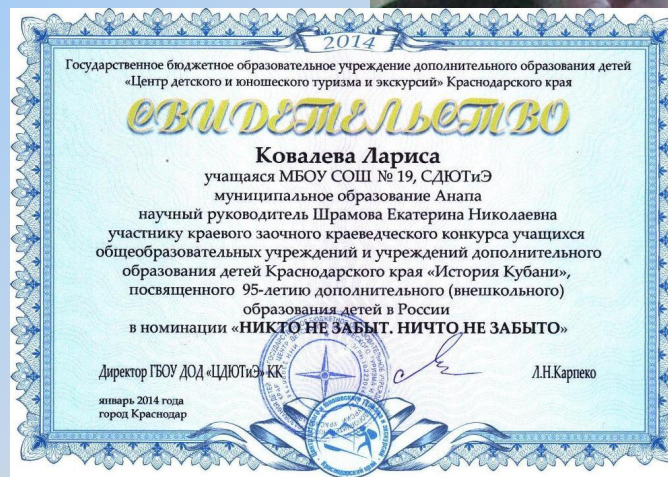 2014
Государственное бюджетное образовательное учреждение дополнительного образования детей
«Центр детского и юношеского туризма и экскурсий» Краснодарского края
СВИДЕТЕЛЬСТВО
Ковалева Лариса
учащаяся МБОУ СОШ № 19, СДЮТиЭ
муниципальное образование Анапа
научный руководитель Шрамова Екатерина Николаевна
участнику краевого заочного краеведческого конкурса учащихся
общеобразовательных учреждений и учреждений дополнительного
образования детей Краснодарского края «История Кубани»,
посвященного 95-летию дополнительного (внешкольного)
образования детей в России
в номинации «НИКТО НЕ ЗАБЫТ. НИЧТО НЕ ЗАБЫТО»
Директор ГБОУ ДОД «ЦДЮТиЭ» КК Л.Н.Карпеко
январь 2014 года
город Краснодар
Краснодарский край